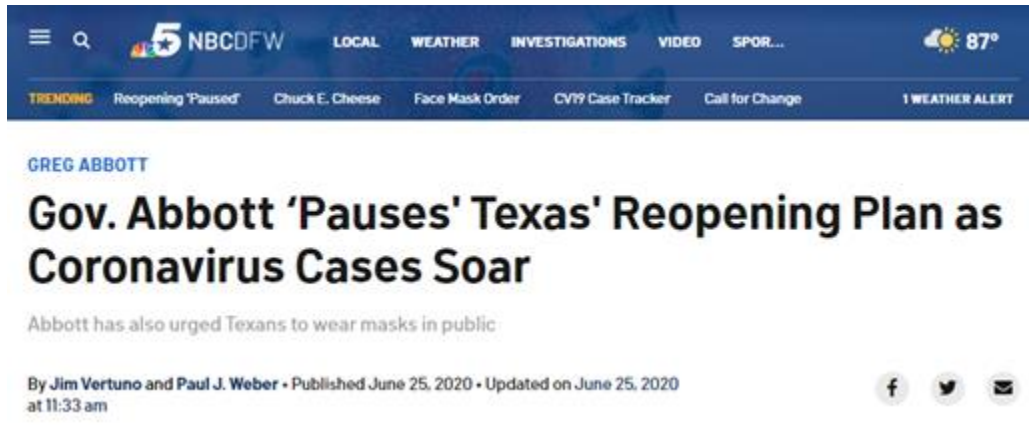 5 NBCDFW LOCAL WEATHER INVESTIGATIONS VIDEO SPOR... 87°
TRENDING Reopening 'Paused' Chuck E. Cheese Face Mask Order CV19 Case Tracker Call for Change 1 WEATHER ALERT
GREG ABBOTT
Gov. Abbott ‘Pauses' Texas' Reopening Plan as
Coronavirus Cases Soar
Abbott has also urged Texans to wear masks in public
By Jim Vertuno and Paul J. Weber • Published June 25, 2020 • Updated on June 25, 2020
at 11:33 am